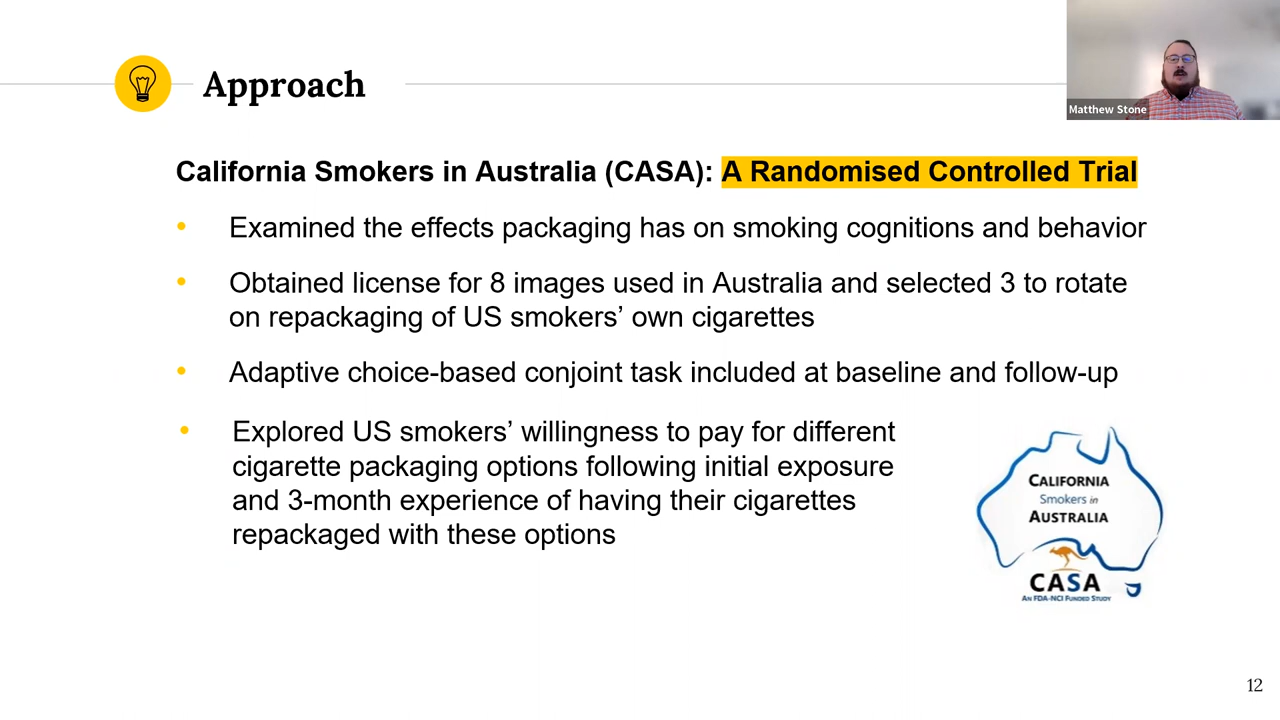 Approach
Matthew Stone
California Smokers in Australia (CASA): A Randomised Controlled Trial
• Examined the effects packaging has on smoking cognitions and behavior
• Obtained license for 8 images used in Australia and selected 3 to rotate
on repackaging of US smokers’ own cigarettes
• Adaptive choice-based conjoint task included at baseline and follow-up
• Explored US smokers’ willingness to pay for different
cigarette packaging options following initial exposure
and 3-month experience of having their cigarettes
repackaged with these options
CALIFORNIA
Smokers in
AUSTRALIA
CASA
AN FDA-NCI FUNDED STUDY
12